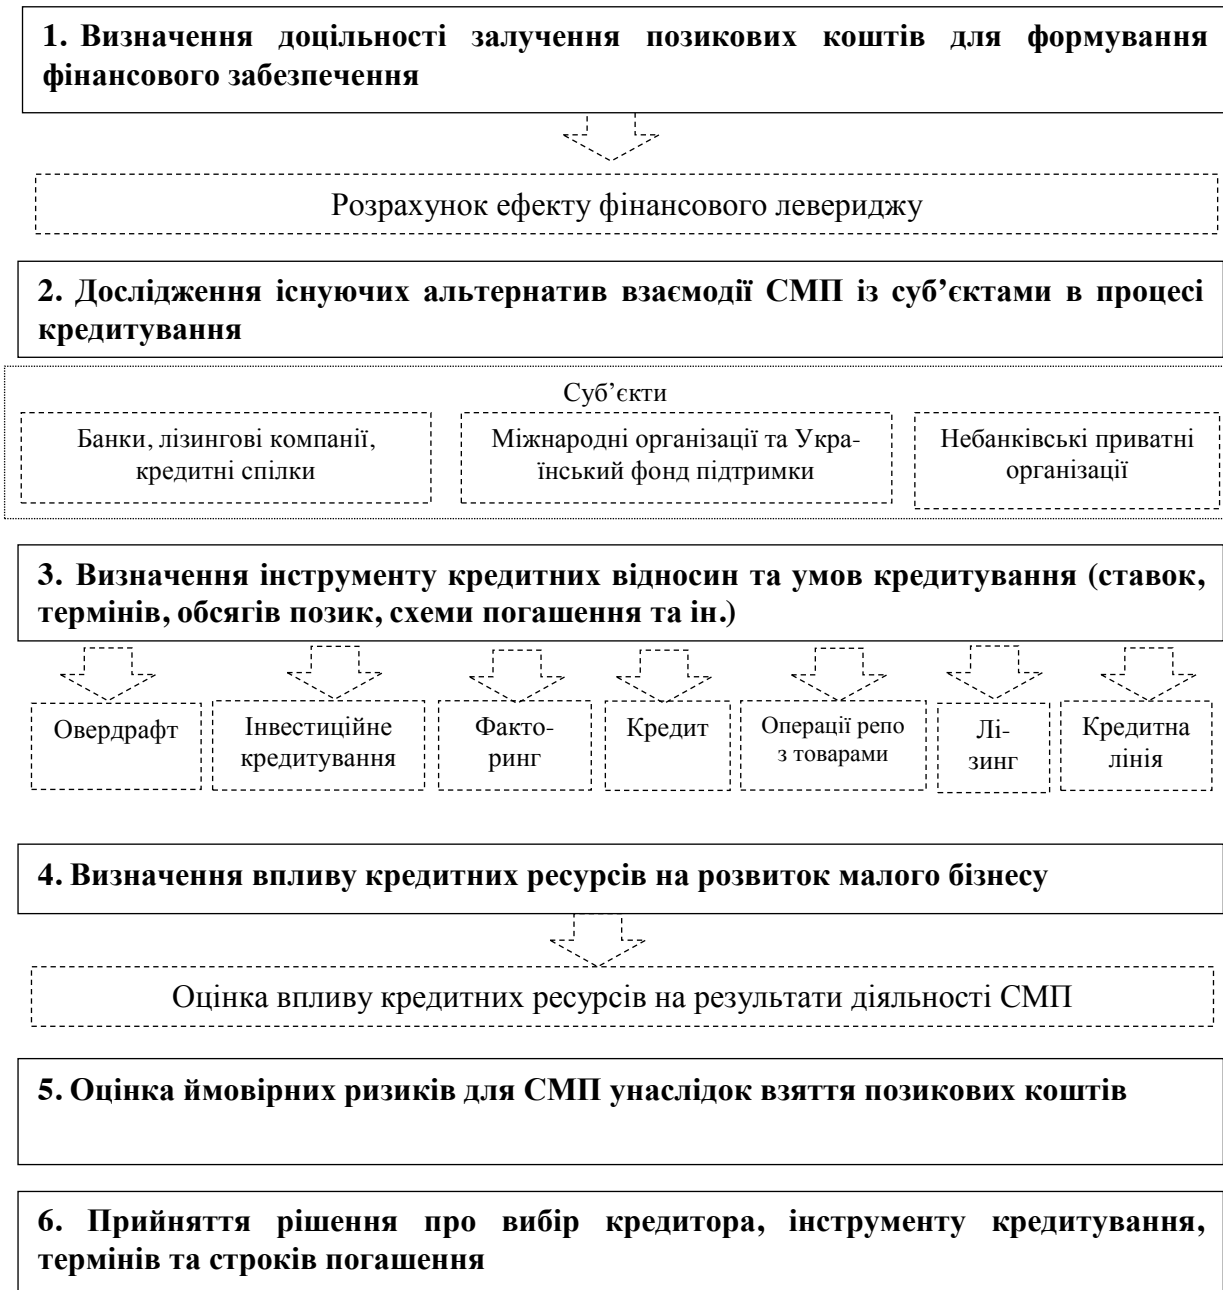 1. Визначення доцільності залучення позикових коштів для формування
фінансового забезпечення
Розрахунок ефекту фінансового левериджу
2. Дослідження існуючих альтернатив взаємодії СМП із суб’єктами в процесі
кредитування
Суб’єкти
Банки, лізингові компанії,
кредитні спілки
Міжнародні організації та Укра-
їнський фонд підтримки
Небанківські приватні
організації
3. Визначення інструменту кредитних відносин та умов кредитування (ставок,
термінів, обсягів позик, схеми погашення та ін.)
Овердрафт
Інвестиційне
кредитування
Факто-
ринг
Кредит
Операції репо
з товарами
Лі-
зинг
Кредитна
лінія
4. Визначення впливу кредитних ресурсів на розвиток малого бізнесу
Оцінка впливу кредитних ресурсів на результати діяльності СМП
5. Оцінка ймовірних ризиків для СМП унаслідок взяття позикових коштів
6. Прийняття рішення про вибір кредитора, інструменту кредитування,
термінів та строків погашення